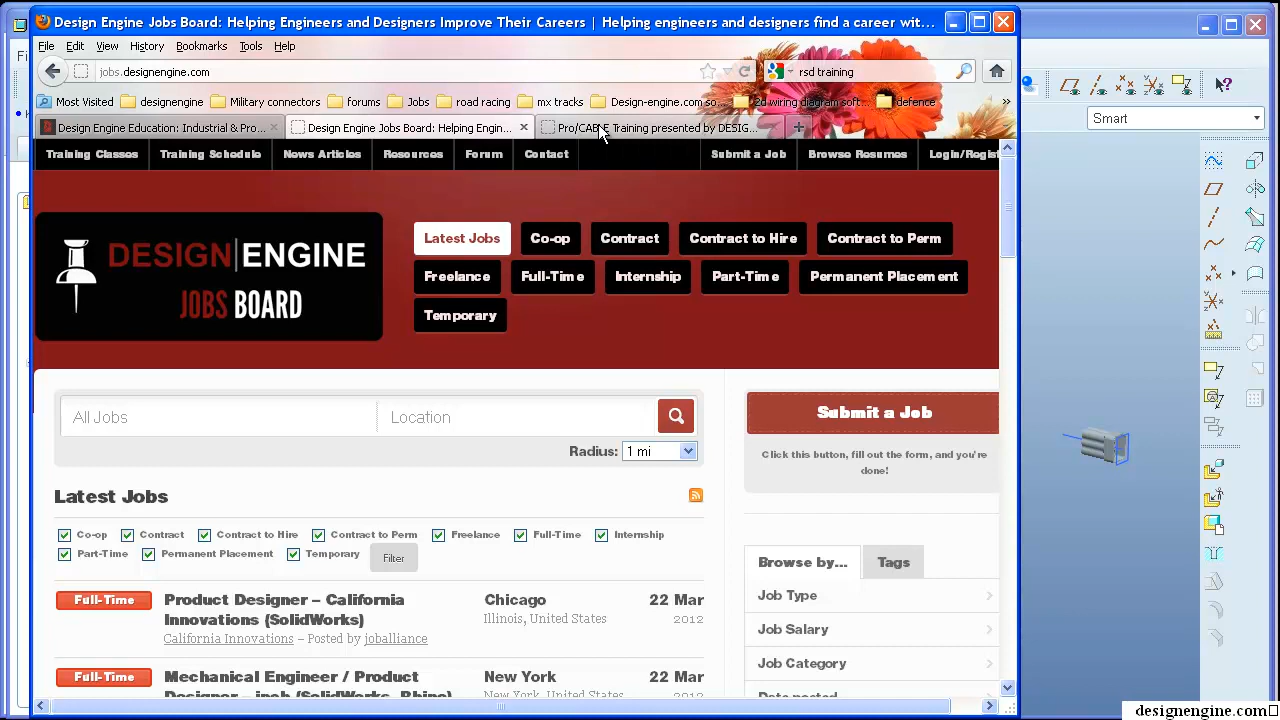 Design Engine Jobs Board: Helping Engineers and Designers Improve Their Careers | Helping engineers and designers find a career wit...
File Edit View History Bookmarks Tools Help
jobs.designengine.com
rsd training
Most Visited designengine Military connectors forums Jobs road racing mx tracks Design-engine.com so... 2d wiring diagram soft... defence »
Design Engine Education: Industrial & Pro... Design Engine Jobs Board: Helping Engin... Training presented by DESIG...
Smart
Training Classes Training Schedule Articles Resources Forum Contact Submit a Job Browse Resumes Login/Regis
DESIGN|ENGINE
JOBS BOARD
Latest Jobs Co-op Contract Contract to Hire Contract to Perm
Freelance Full-Time Internship Part-Time Permanent Placement
Temporary
All Jobs Location
Radius: 1 mi
Submit a Job
Click this button, fill out the form, and you're
done!
Latest Jobs
Co-op Contract Contract to Hire Contract to Perm Freelance Full-Time Internship
Part-Time Permanent Placement Temporary Filter
Browse by... Tags
Job Type
Job Salary
Job Category
Date posted
Full-Time Product Designer – California Innovations (SolidWorks) Chicago 22 Mar
Illinois, United States 2012
California Innovations – Posted by joballiance
Full-Time Mechanical Engineer / Product New York 22 Mar
Designer – (SolidWorks, Rhino) New York, United States 2012
designengine.com